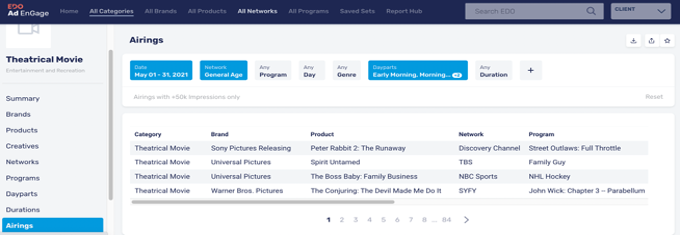 EDO
Ad EnGage
Home All Categories All Brands All Products All Networks All Programs Saved Sets Report Hub
Search EDO
CLIENT
Theatrical Movie
Entertainment and Recreation
Summary
Brands
Products
Creatives
Networks
Programs
Dayparts
Durations
Airings
Airings
Date
May 01 - 31, 2021
Network
General Age
Any
Program
Any
Day
Any
Genre
Dayparts
Early Morning, Morning... +2
Any
Duration
+
Airings with +50k Impressions only
Reset
Category Brand Product Network Program
Theatrical Movie Sony Pictures Releasing Peter Rabbit 2: The Runaway Discovery Channel Street Outlaws: Full Throttle
Theatrical Movie Universal Pictures Spirit Untamed TBS Family Guy
Theatrical Movie Universal Pictures The Boss Baby: Family Business NBC Sports NHL Hockey
Theatrical Movie Warner Bros. Pictures The Conjuring: The Devil Made Me Do It SYFY John Wick: Chapter 3 – Parabellum
1 2 3 4 5 6 7 8 ... 84 >